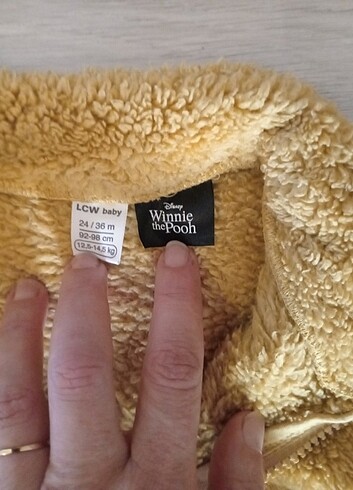 LCW baby
24 / 36 m
92-98 cm
12,5-14,5 kg
Disney
Winnie
the Pooh